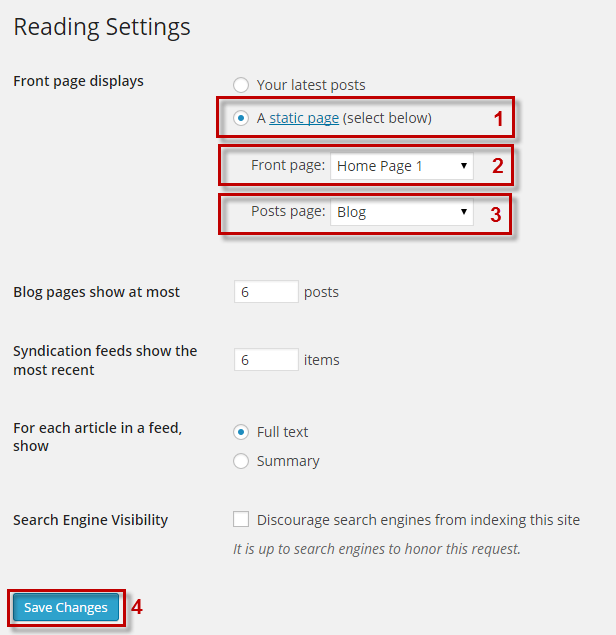 Reading Settings
Front page displays
Your latest posts
A static page (select below) 1
Front page: Home Page 1 2
Posts page: Blog 3
Blog pages show at most 6 posts
Syndication feeds show the
most recent
6 items
For each article in a feed,
show
Full text
Summary
Search Engine Visibility
Discourage search engines from indexing this site
It is up to search engines to honor this request.
Save Changes 4